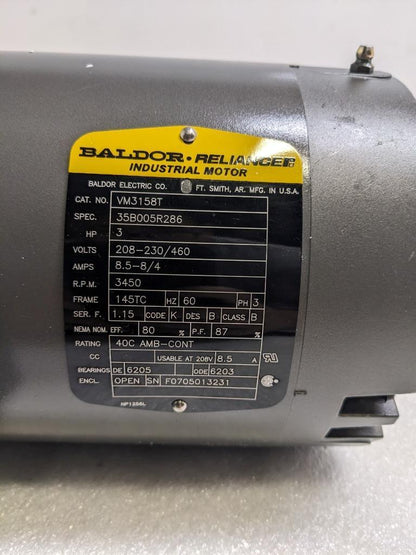 BALDOR • RELIANCER
INDUSTRIAL MOTOR
BALDOR ELECTRIC CO. FT. SMITH, AR. MFG. IN U.S.A.
CAT. NO. VM3158T
SPEC. 35B005R286
HP 3
VOLTS 208-230/460
AMPS 8.5-8/4
R.P.M. 3450
FRAME 145TC HZ 60 PH 3
SER. F. 1.15 CODE K DES B CLASS B
NEMA NOM. EFF. 80 % P.F. 87 %
RATING 40C AMB-CONT
CC USABLE AT 208V 8.5 A
BEARINGS DE 6205 ODE 6203
ENCL. OPEN SN F0705013231
NP1256L